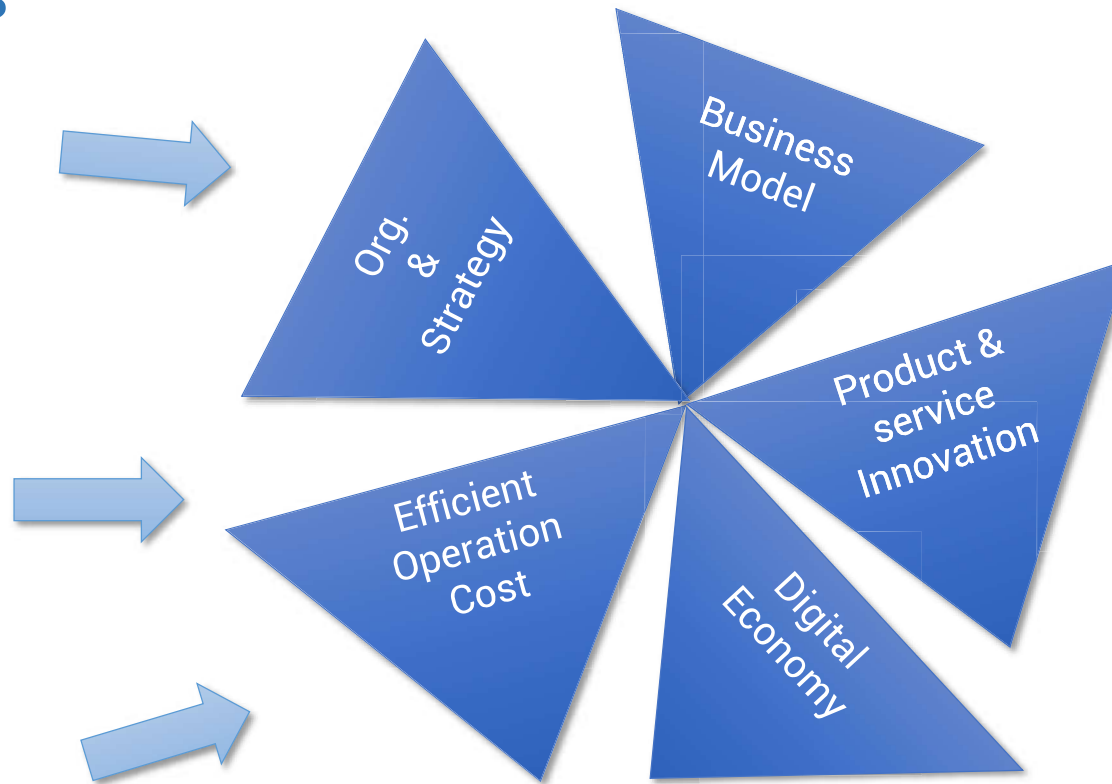 Org.
&
Strategy
Business
Model
Product &
service
Innovation
Efficient
Operation
Cost
Digital
Economy